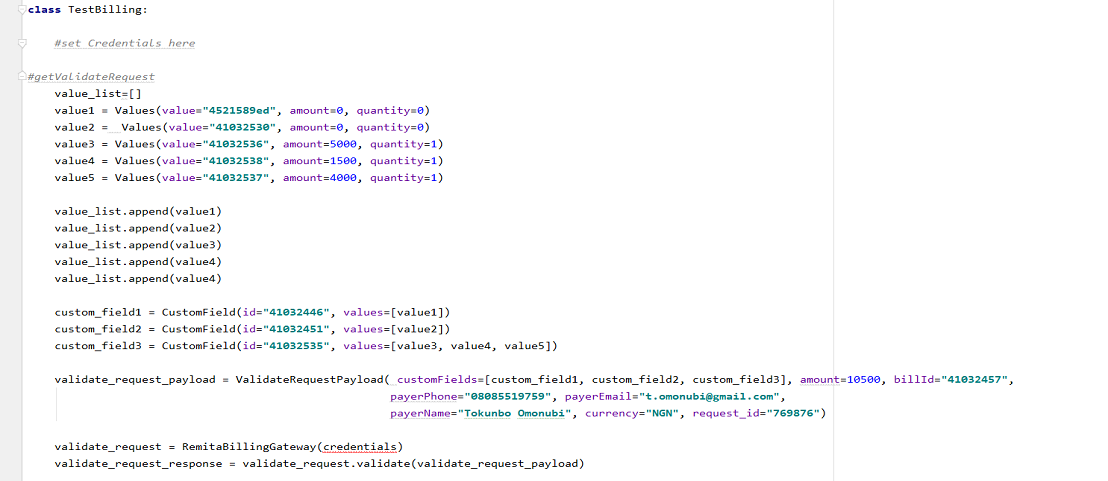 class TestBilling:
#set Credentials here
#getValidateRequest
value_list=[]
value1 = Values(value="4521589ed", amount=0, quantity=0)
value2 =  Values(value="41032530", amount=0, quantity=0)
value3 = Values(value="41032536", amount=5000, quantity=1)
value4 = Values(value="41032538", amount=1500, quantity=1)
value5 = Values(value="41032537", amount=4000, quantity=1)
value_list.append(value1)
value_list.append(value2)
value_list.append(value3)
value_list.append(value4)
value_list.append(value4)
custom_field1 = CustomField(id="41032446", values=[value1])
custom_field2 = CustomField(id="41032451", values=[value2])
custom_field3 = CustomField(id="41032535", values=[value3, value4, value5])
validate_request_payload = ValidateRequestPayload( customFields=[custom_field1, custom_field2, custom_field3], amount=10500, billId="41032457",
payerPhone="08085519759", payerEmail="t.omonubi@gmail.com",
payerName="Tokunbo Omonubi", currency="NGN", request_id="769876")
validate_request = RemitaBillingGateway(credentials)
validate_request_response = validate_request.validate(validate_request_payload)